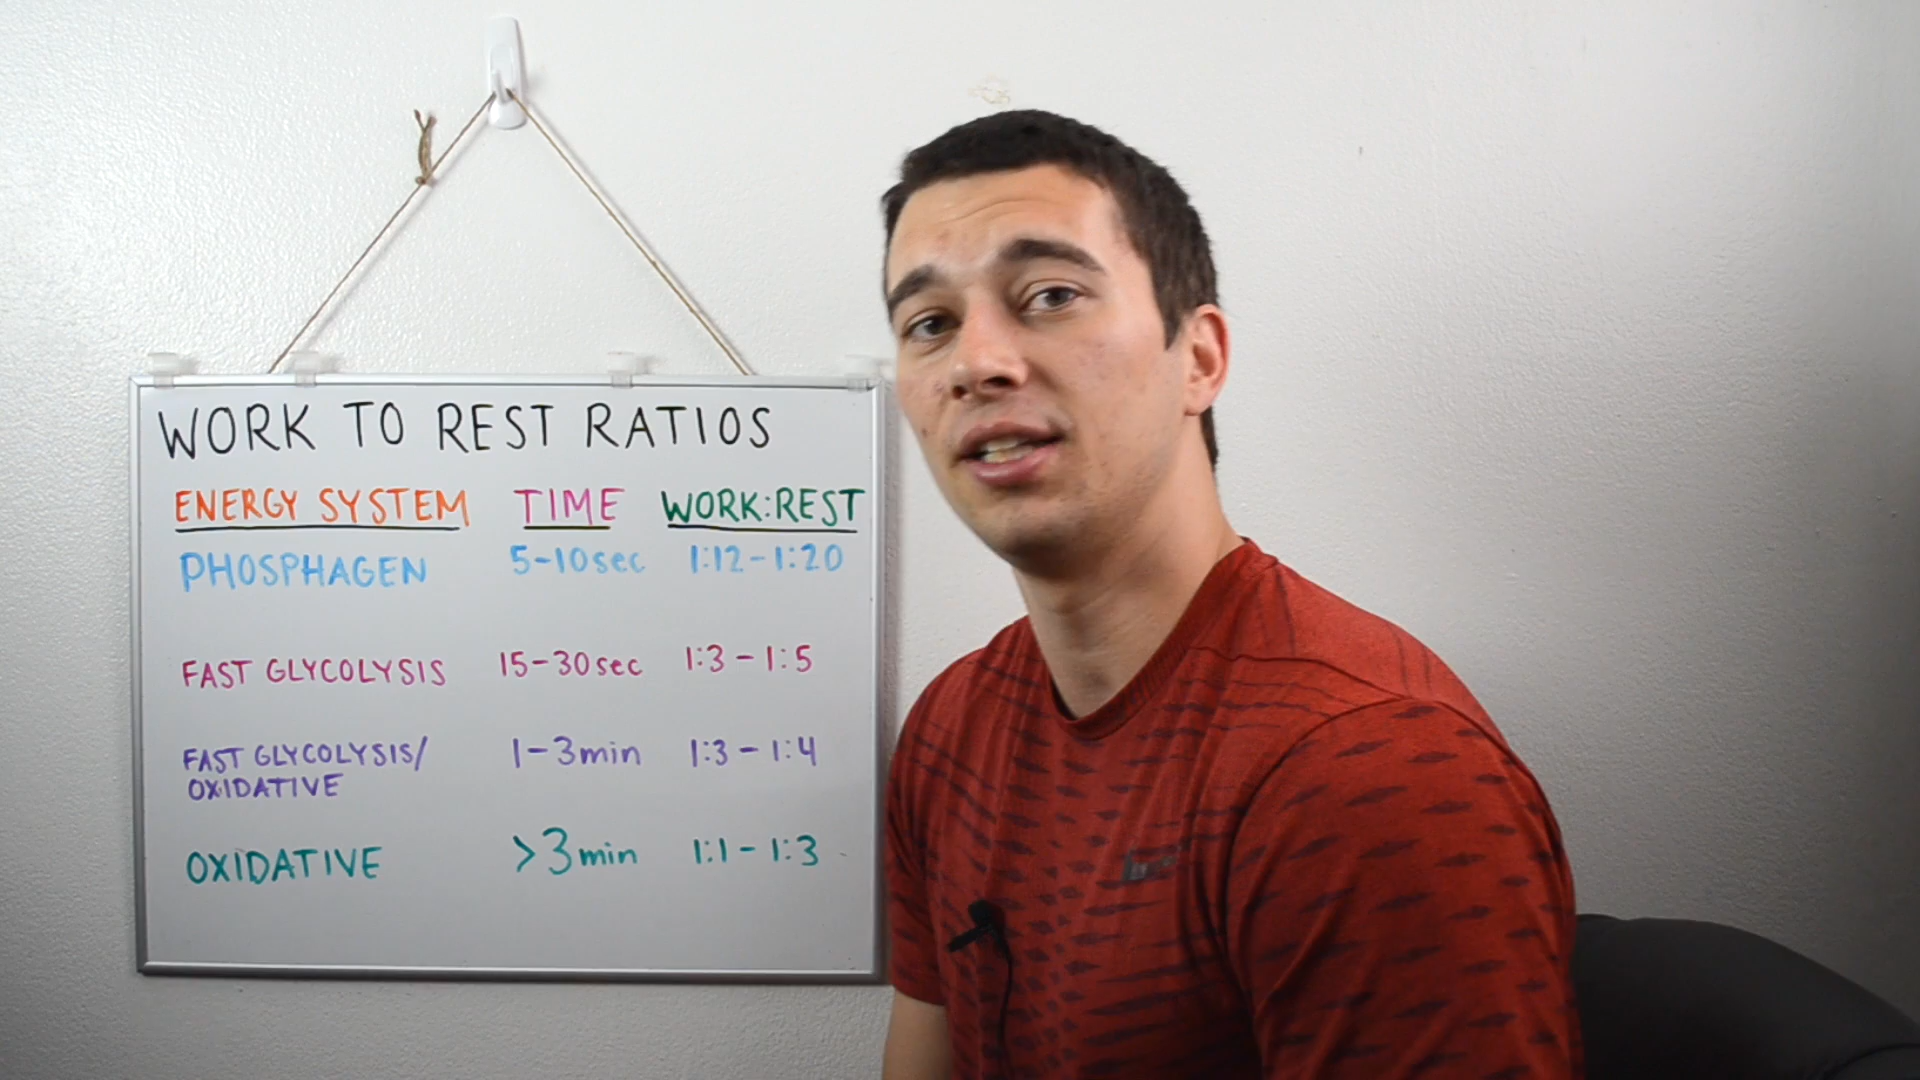 WORK TO REST RATIOS
ENERGY SYSTEM TIME WORK:REST
PHOSPHAGEN 5-10sec 1:12-1:20
FAST GLYCOLYSIS 15-30sec 1:3-1:5
FAST GLYCOLYSIS/ 1-3min 1:3-1:4
OXIDATIVE
OXIDATIVE >3min 1:1-1:3